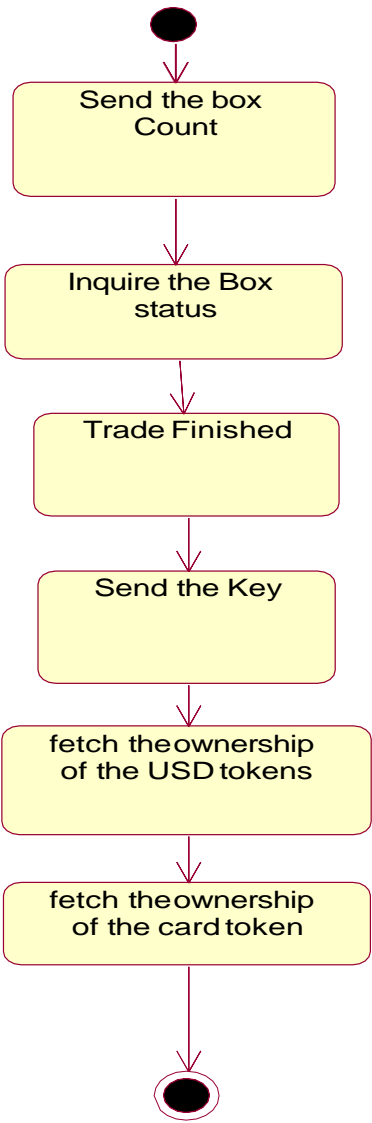 Send the box
Count
Inquire the Box
status
Trade Finished
Send the Key
fetch theownership
of the USD tokens
fetch theownership
of the card token